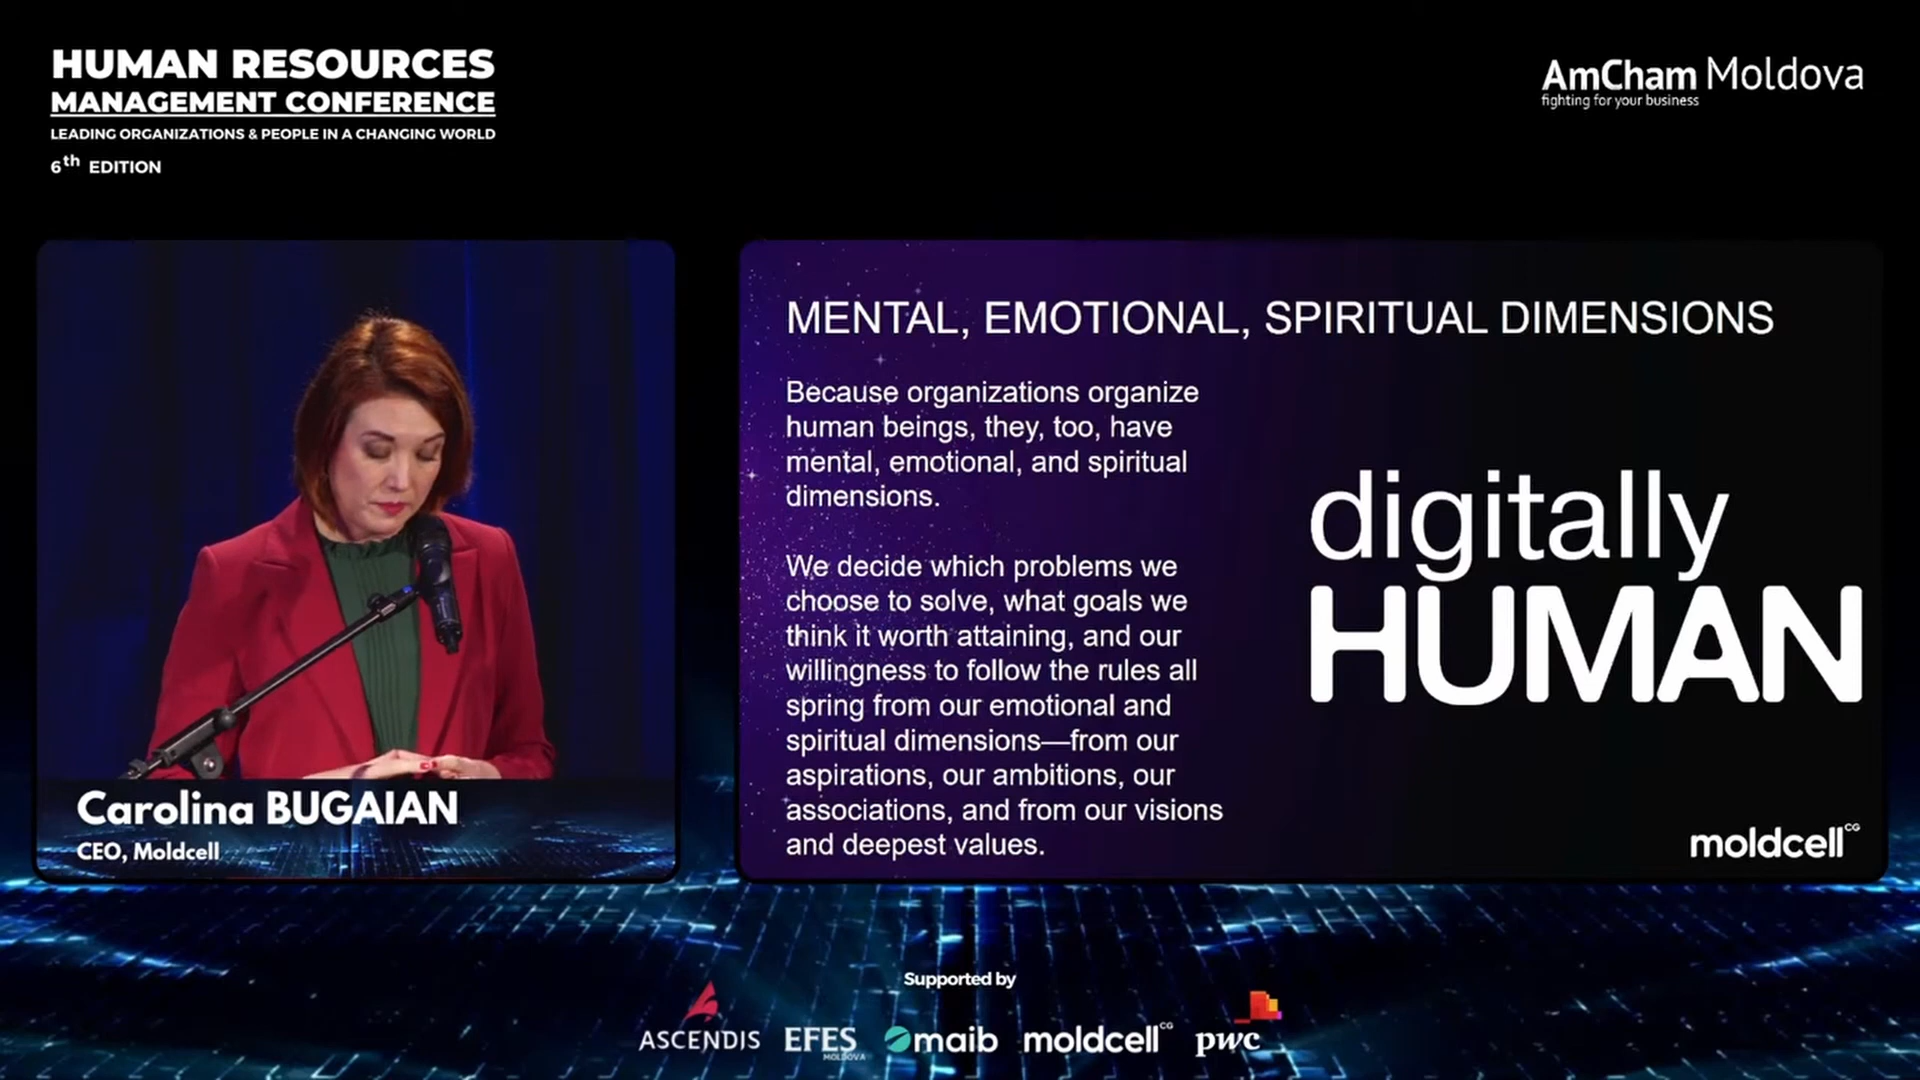 HUMAN RESOURCES
MANAGEMENT CONFERENCE
LEADING ORGANIZATIONS & PEOPLE IN A CHANGING WORLD
6th EDITION
AmCham Moldova
fighting for your business
MENTAL, EMOTIONAL, SPIRITUAL DIMENSIONS
Because organizations organize
human beings, they, too, have
mental, emotional, and spiritual
dimensions.
We decide which problems we
choose to solve, what goals we
think it worth attaining, and our
willingness to follow the rules all
spring from our emotional and
spiritual dimensions—from our
aspirations, our ambitions, our
associations, and from our visions
and deepest values.
digitally
HUMAN
moldcell CG
Carolina BUGAIAN
CEO, Moldcell
Supported by
ASCENDIS
EFES
MOLDOVA
maib
moldcell CG
pwc